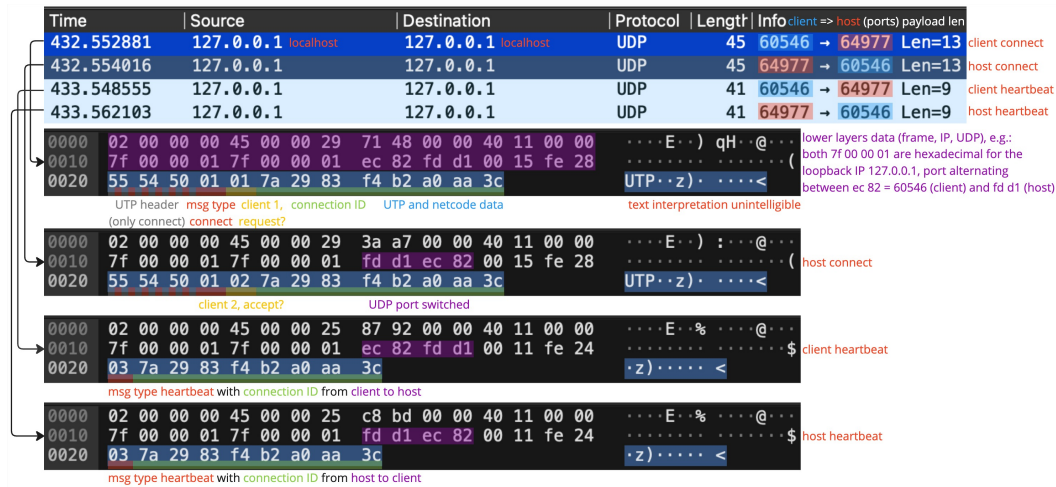 Time Source Destination Protocol Length Info client => host (ports) payload len
432.552881 127.0.0.1 localhost 127.0.0.1 localhost UDP 45 60546 → 64977 Len=13 client connect
432.554016 127.0.0.1 127.0.0.1 UDP 45 64977 → 60546 Len=13 host connect
433.548555 127.0.0.1 127.0.0.1 UDP 41 60546 → 64977 Len=9 client heartbeat
433.562103 127.0.0.1 127.0.0.1 UDP 41 64977 → 60546 Len=9 host heartbeat
0000 02 00 00 00 45 00 00 29 71 48 00 00 40 11 00 00 ····E··) qH··@···
0010 7f 00 00 01 7f 00 00 01 ec 82 fd d1 00 15 fe 28 ········ ·······(
0020 55 54 50 01 01 7a 29 83 f4 b2 a0 aa 3c UTP··z)· ····<
lower layers data (frame, IP, UDP), e.g.:
both 7f 00 00 01 are hexadecimal for the
loopback IP 127.0.0.1, port alternating
between ec 82 = 60546 (client) and fd d1 (host)
UTP header msg type client 1, connection ID UTP and netcode data text interpretation unintelligible
(only connect) connect request?
0000 02 00 00 00 45 00 00 29 3a a7 00 00 40 11 00 00 ····E··) :···@···
0010 7f 00 00 01 7f 00 00 01 fd d1 ec 82 00 15 fe 28 ········ ·······( host connect
0020 55 54 50 01 02 7a 29 83 f4 b2 a0 aa 3c UTP··z)· ····<
client 2, accept? UDP port switched
0000 02 00 00 00 45 00 00 25 87 92 00 00 40 11 00 00 ····E··% ····@···
0010 7f 00 00 01 7f 00 00 01 ec 82 fd d1 00 11 fe 24 ········ ·······$ client heartbeat
0020 03 7a 29 83 f4 b2 a0 aa 3c ·z)····· <
msg type heartbeat with connection ID from client to host
0000 02 00 00 00 45 00 00 25 c8 bd 00 00 40 11 00 00 ····E··% ····@···
0010 7f 00 00 01 7f 00 00 01 fd d1 ec 82 00 11 fe 24 ········ ·······$ host heartbeat
0020 03 7a 29 83 f4 b2 a0 aa 3c ·z)····· <
msg type heartbeat with connection ID from host to client